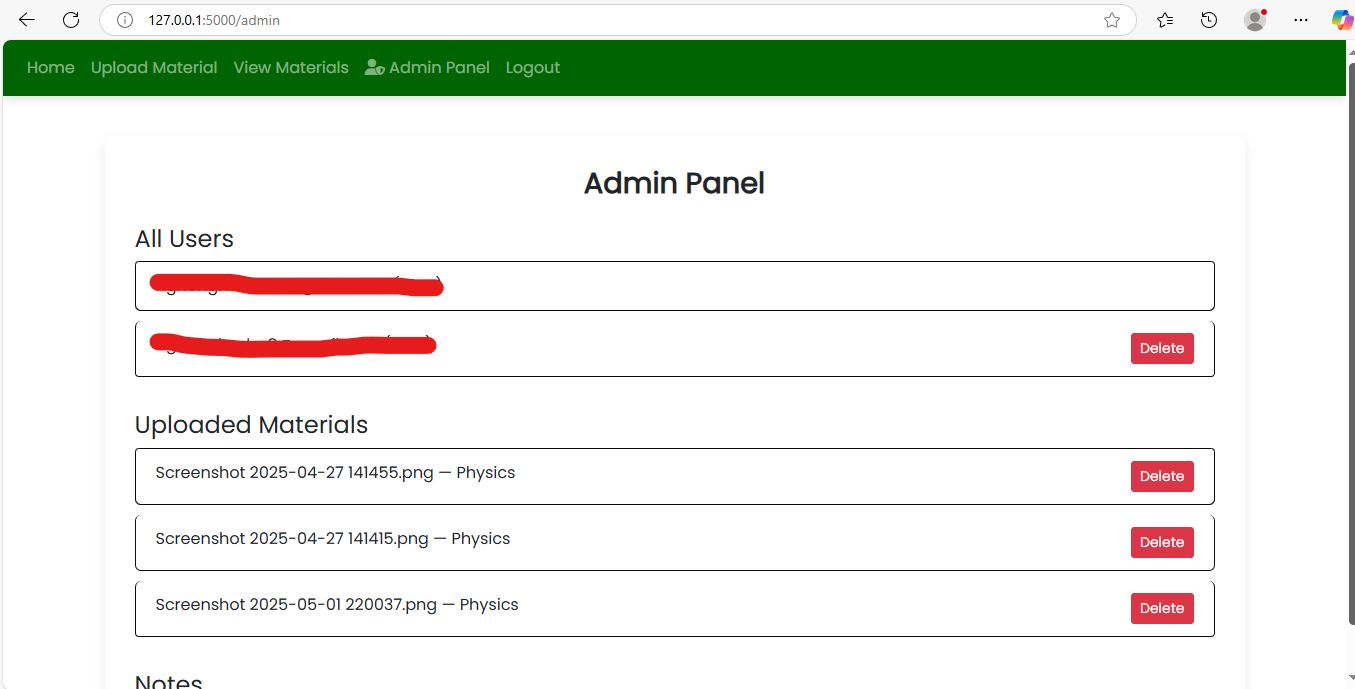 127.0.0.1:5000/admin
Home Upload Material View Materials Admin Panel Logout
Admin Panel
All Users
Delete
Uploaded Materials
Screenshot 2025-04-27 141455.png — Physics Delete
Screenshot 2025-04-27 141415.png — Physics Delete
Screenshot 2025-05-01 220037.png — Physics Delete
Notes